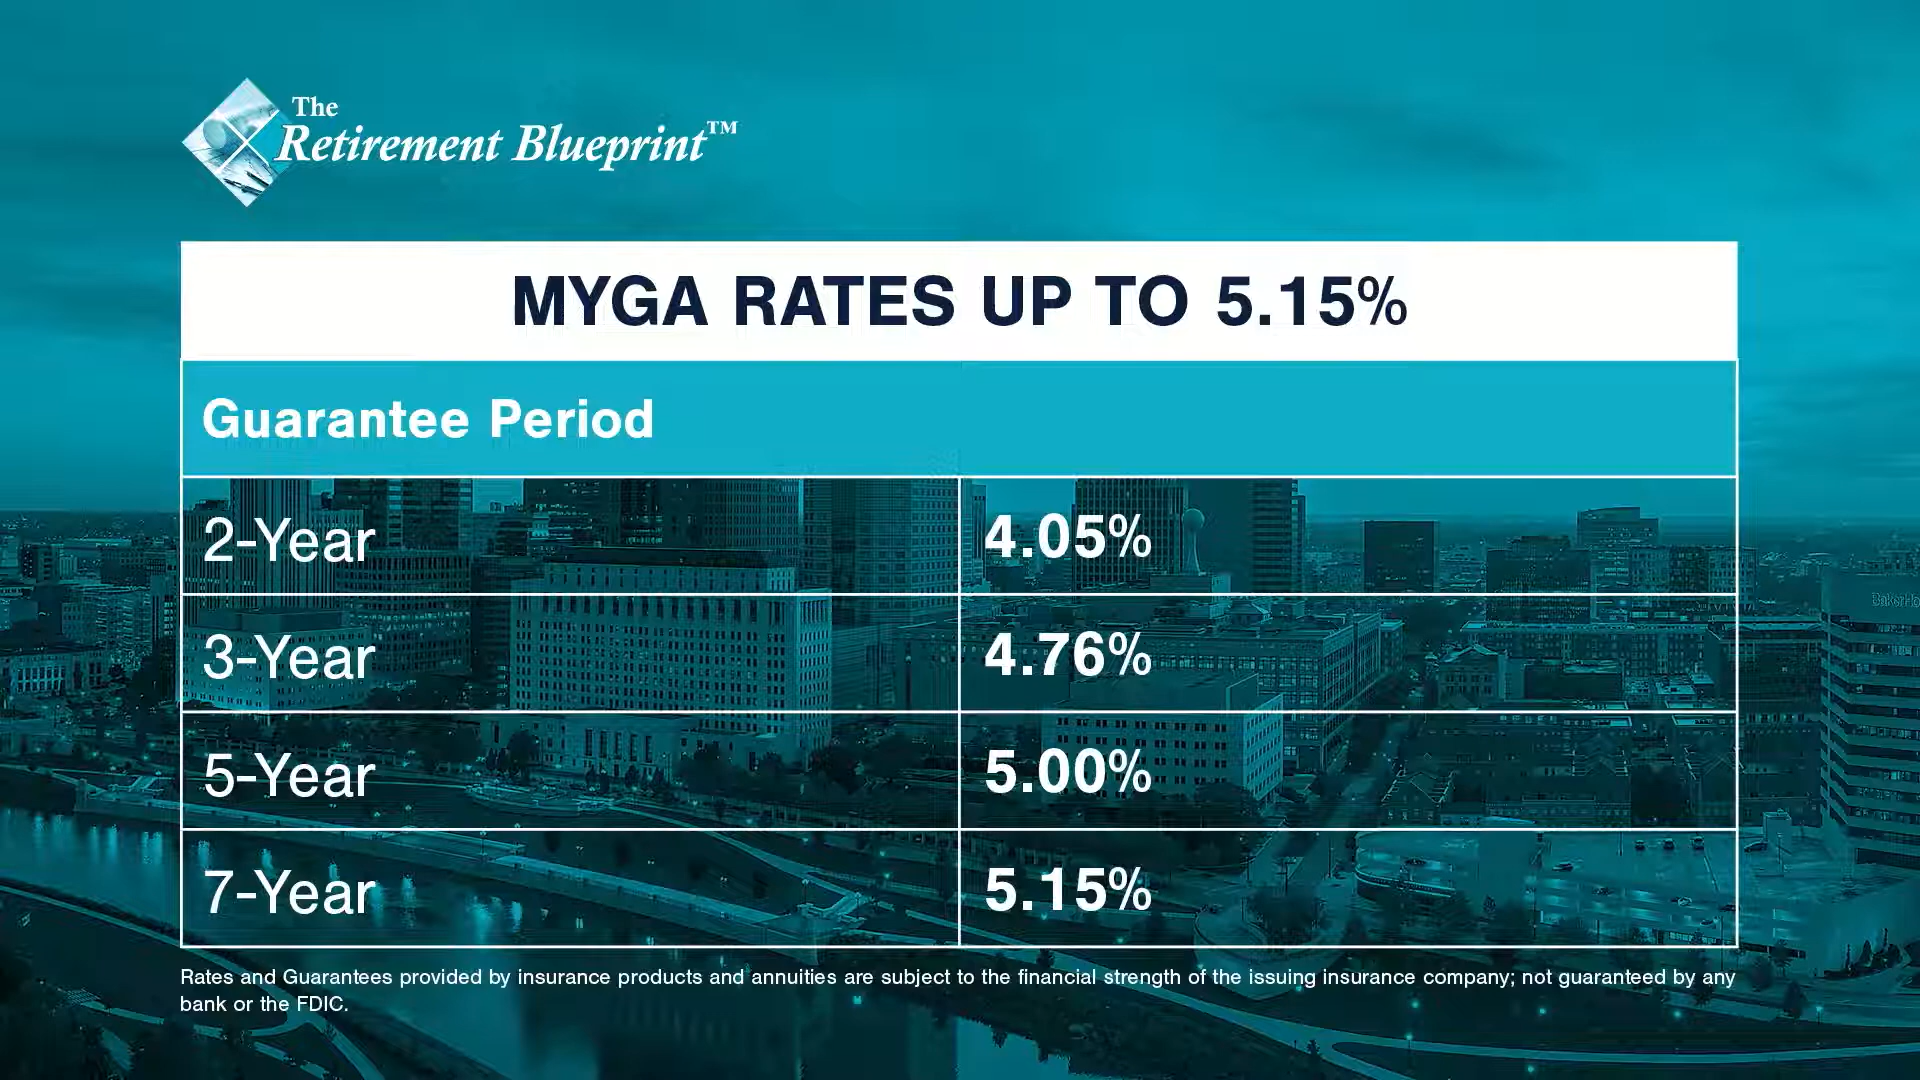 The
Retirement Blueprint™
MYGA RATES UP TO 5.15%
Guarantee Period
2-Year 4.05%
3-Year 4.76%
5-Year 5.00%
7-Year 5.15%
Rates and Guarantees provided by insurance products and annuities are subject to the financial strength of the issuing insurance company; not guaranteed by any
bank or the FDIC.